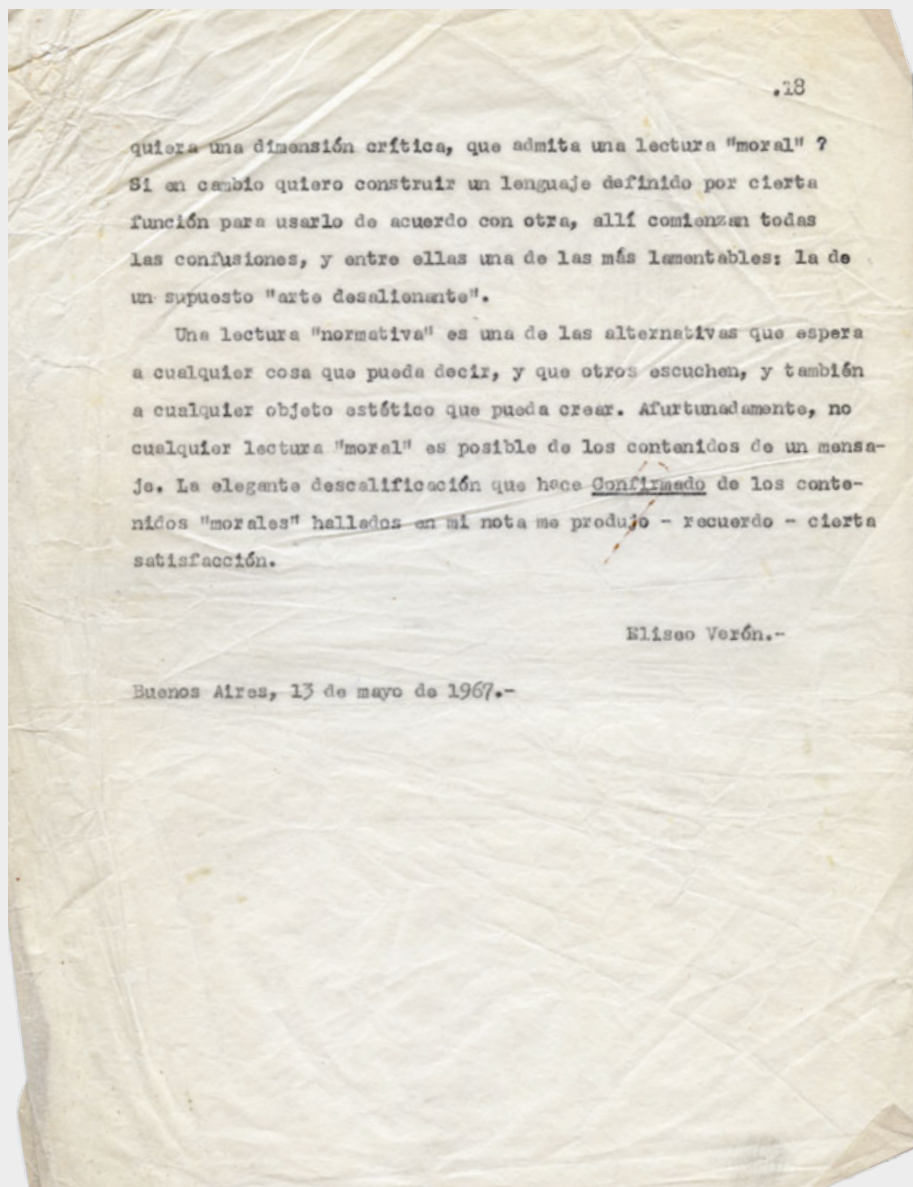 .18
quiera una dimensión crítica, que admita una lectura "moral" ?
Si en cambio quiero construir un lenguaje definido por cierta
función para usarlo de acuerdo con otra, allí comienzan todas
las confusiones, y entre ellas una de las más lamentables: la de
un supuesto "arte desalienante".
Una lectura "normativa" es una de las alternativas que espera
a cualquier cosa que pueda decir, y que otros escuchen, y también
a cualquier objeto estético que pueda crear. Afurtunadamente, no
cualquier lectura "moral" es posible de los contenidos de un mensa-
je. La elegante descalificación que hace Confirmado de los conte-
nidos "morales" hallados en mi nota me produjo - recuerdo - cierta
satisfacción.
Eliseo Verón.-
Buenos Aires, 13 de mayo de 1967.-